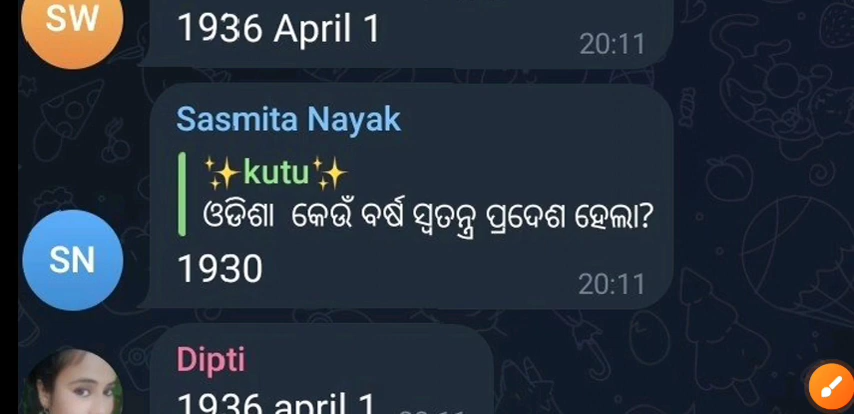 SW
1936 April 1
20:11
Sasmita Nayak
✨kutu✨
ଓଡିଶା କେଉଁ ବର୍ଷ ସ୍ୱତନ୍ତ୍ର ପ୍ରଦେଶ ହେଲା?
SN
1930
20:11
Dipti
1936 april 1